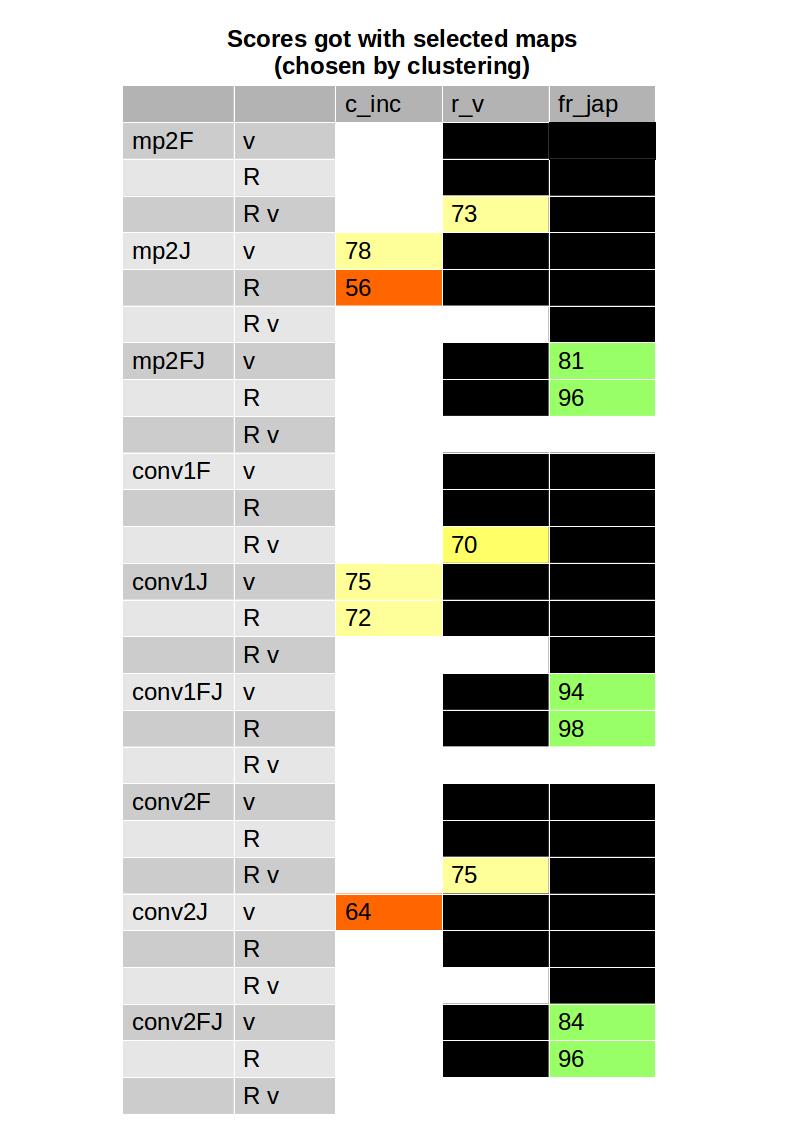 Scores got with selected maps
(chosen by clustering)
c_inc r_v fr_jap
mp2F v
R
R v 73
mp2J v 78
R 56
R v
mp2FJ v 81
R 96
R v
conv1F v
R
R v 70
conv1J v 75
R 72
R v
conv1FJ v 94
R 98
R v
conv2F v
R
R v 75
conv2J v 64
R
R v
conv2FJ v 84
R 96
R v